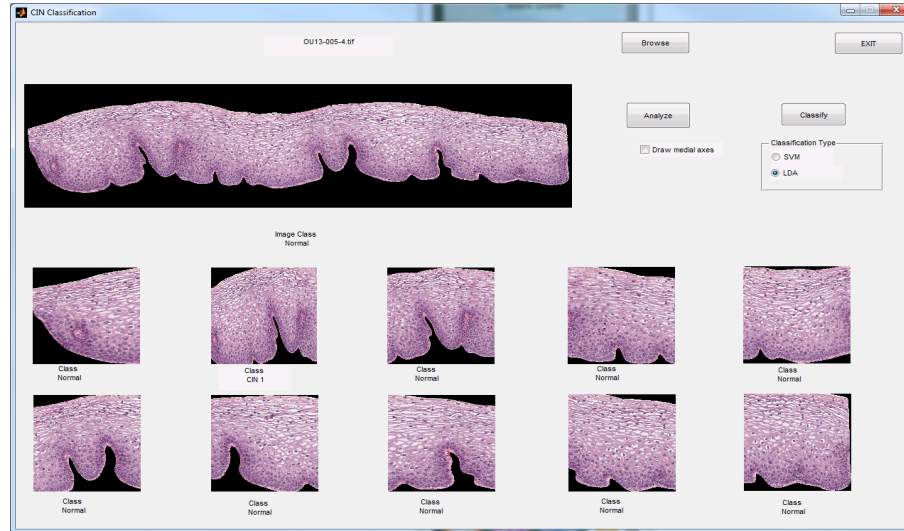 CIN Classification
OU13-005-4.tif
Browse
EXIT
Analyze
Classify
Draw medial axes
Classification Type
SVM
LDA
Image Class
Normal
Class
Normal
Class
CIN 1
Class
Normal
Class
Normal
Class
Normal
Class
Normal
Class
Normal
Class
Normal
Class
Normal
Class
Normal